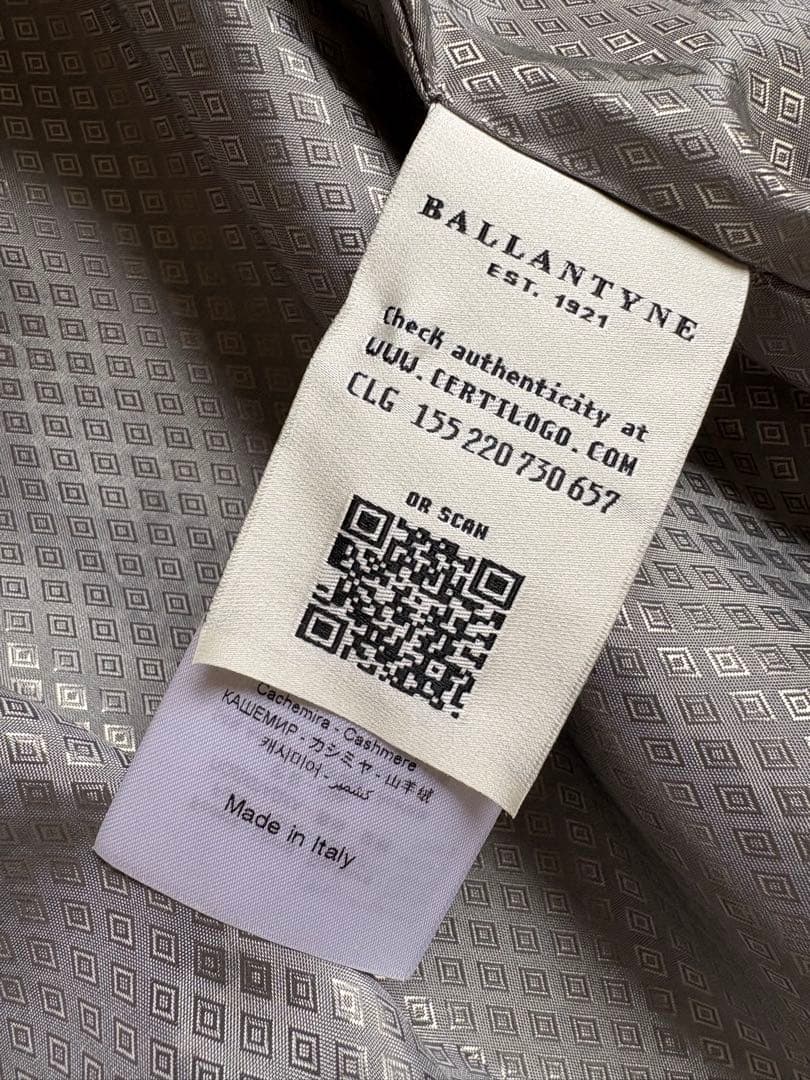 BALLANTYNE
EST. 1921
Check authenticity at
WWW.CERTILOGO.COM
CLG 155 220 730 657
OR SCAN
Cachemira - Cashmere
КАШЕМИР - カシミヤ - 山羊绒
캐시미어 - كشمير
Made in Italy